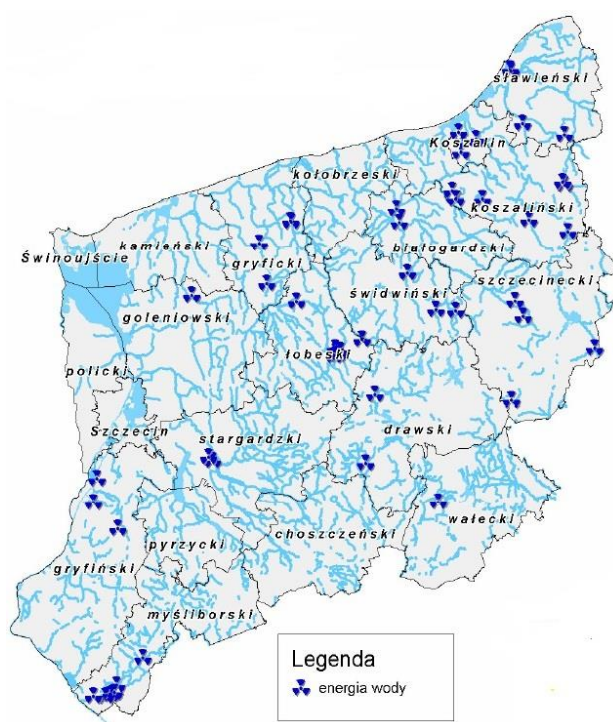 sławieński
Koszalin
kołobrzeski
koszaliński
kamieński
białogardzki
Świnoujście
gryficki
szczecinecki
świdwiński
goleniowski
łobeski
policki
Szczecin
stargardzki
drawski
wałecki
choszczeński
pyrzycki
gryfiński
myśliborski
Legenda
energia wody